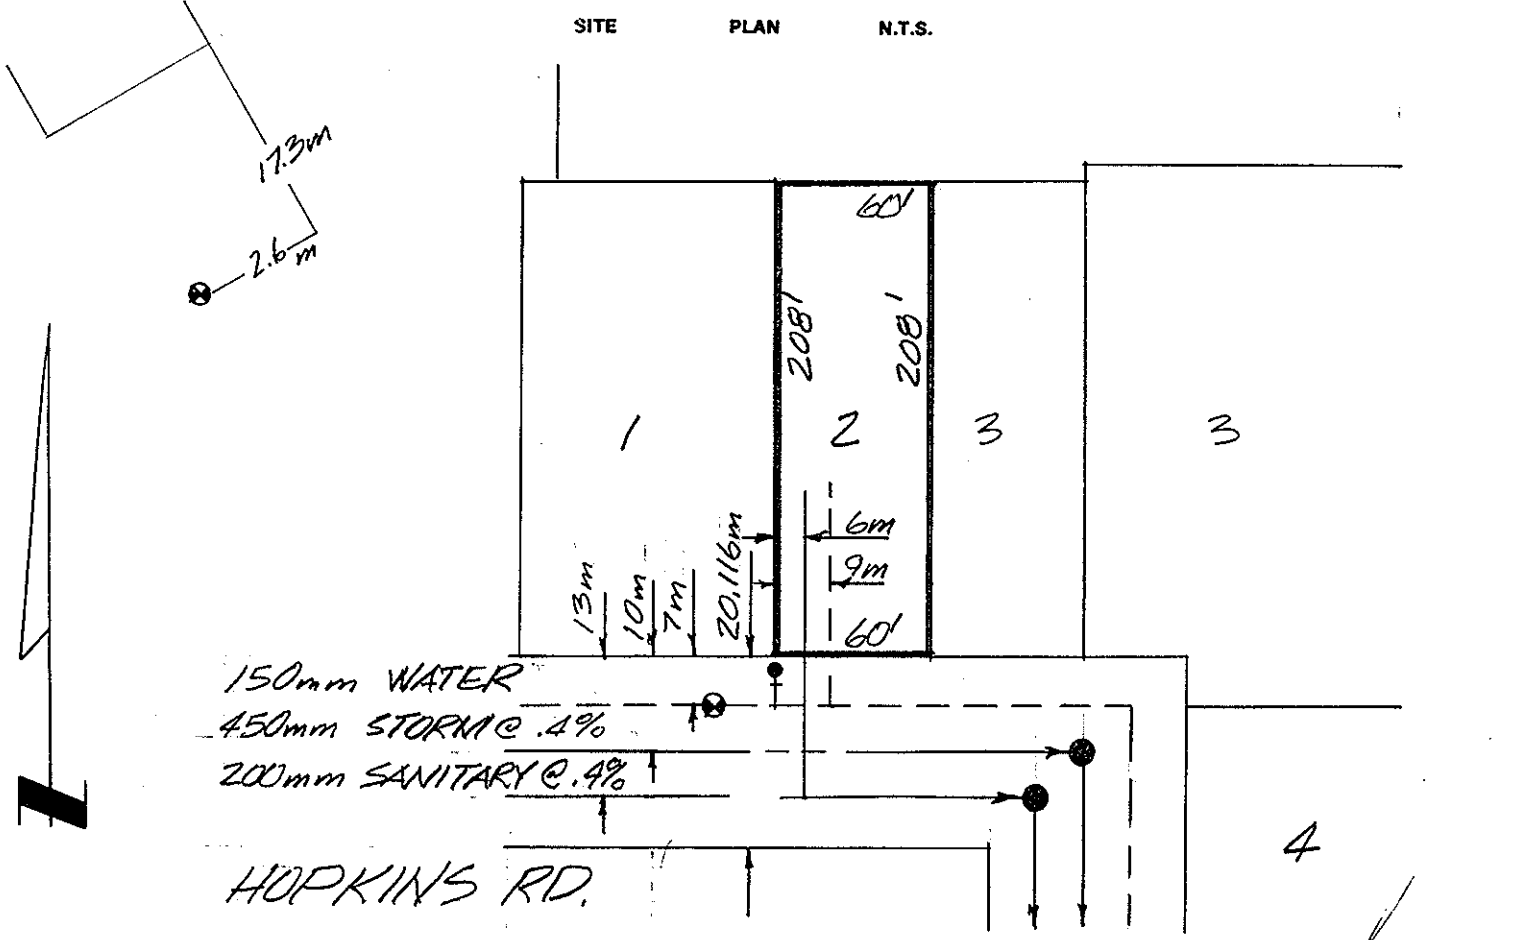 SITE PLAN N.T.S.
17.3m
2.6m
60'
208'
208'
1
2
3
3
6m
9m
13m
10m
7m
20.116m
60'
150mm WATER
450mm STORM @ .4%
200mm SANITARY @ .4%
4
HOPKINS RD.